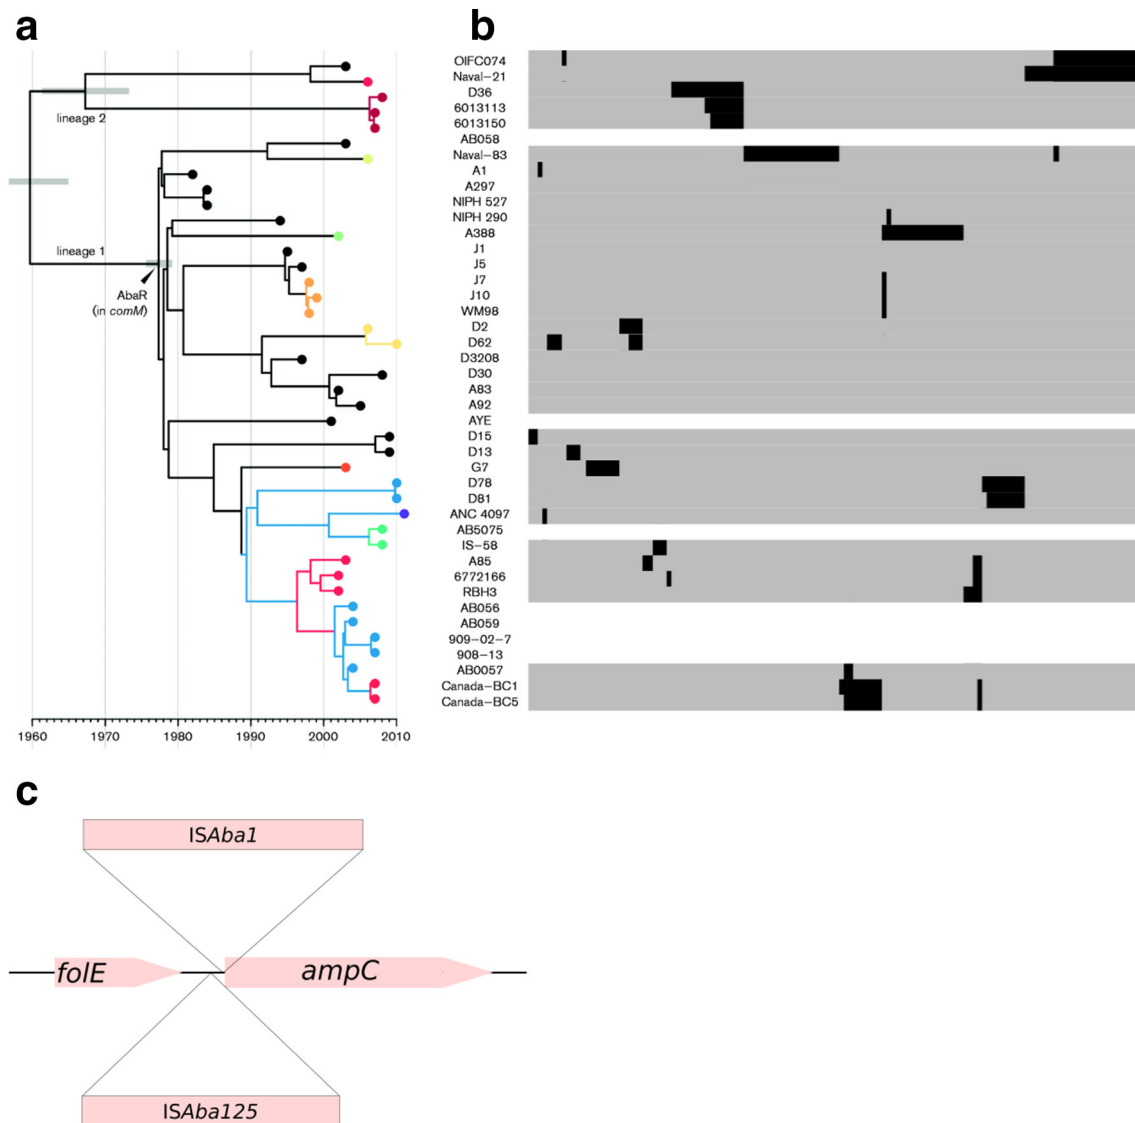 a
b
lineage 2
lineage 1
AbaR
(in comM)
1960 1970 1980 1990 2000 2010
OIFC074
Naval-21
D36
6013113
6013150
AB058
Naval-83
A1
A297
NIPH 527
NIPH 290
A388
J1
J5
J7
J10
WM98
D2
D62
D3208
D30
A83
A92
AYE
D15
D13
G7
D78
D81
ANC 4097
AB5075
IS-58
A85
6772166
RBH3
AB056
AB059
909-02-7
908-13
AB0057
Canada-BC1
Canada-BC5
c
ISAba1
folE ampC
ISAba125